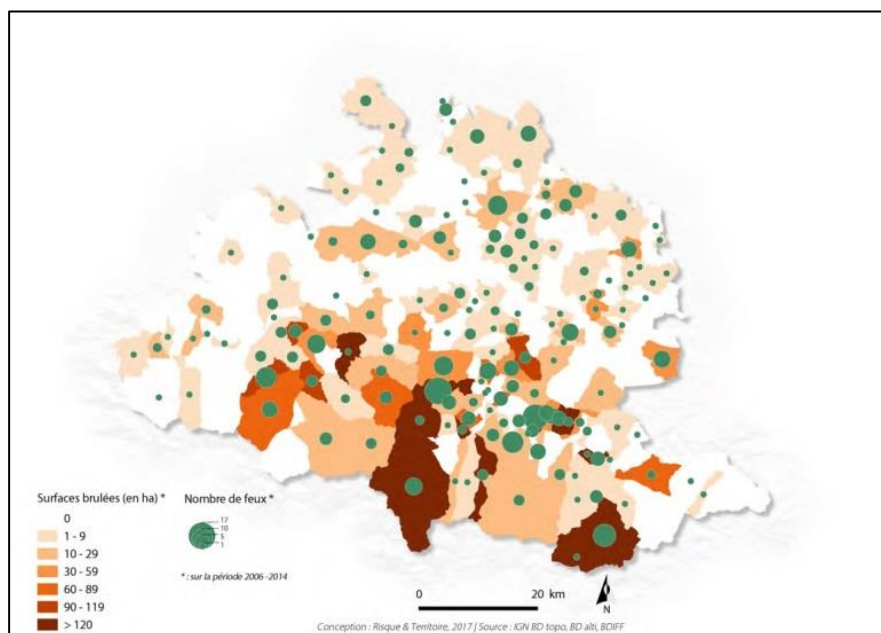 Surfaces brulées (en ha) *
0
1 - 9
10 - 29
30 - 59
60 - 89
90 - 119
> 120
Nombre de feux *
17
10
5
1
* : sur la période 2006 -2014
0 20 km
N
Conception : Risque & Territoire, 2017 | Source : IGN BD topo, BD alti, BDIFF